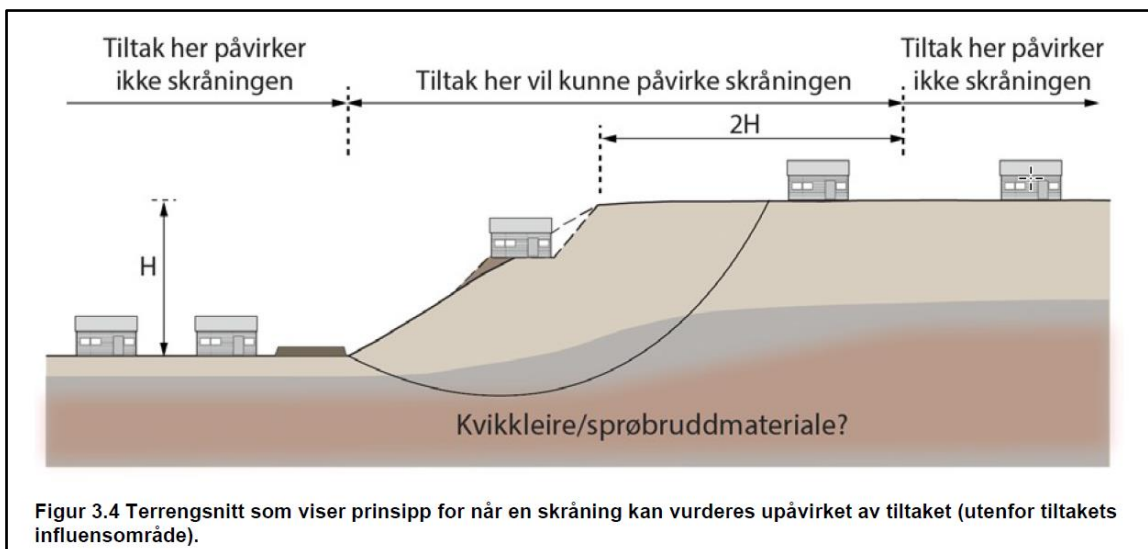 Tiltak her påvirker
ikke skråningen
Tiltak her vil kunne påvirke skråningen
Tiltak her påvirker
ikke skråningen
2H
H
Kvikkleire/sprøbruddmateriale?
Figur 3.4 Terrengsnitt som viser prinsipp for når en skråning kan vurderes upåvirket av tiltaket (utenfor tiltakets
influensområde).